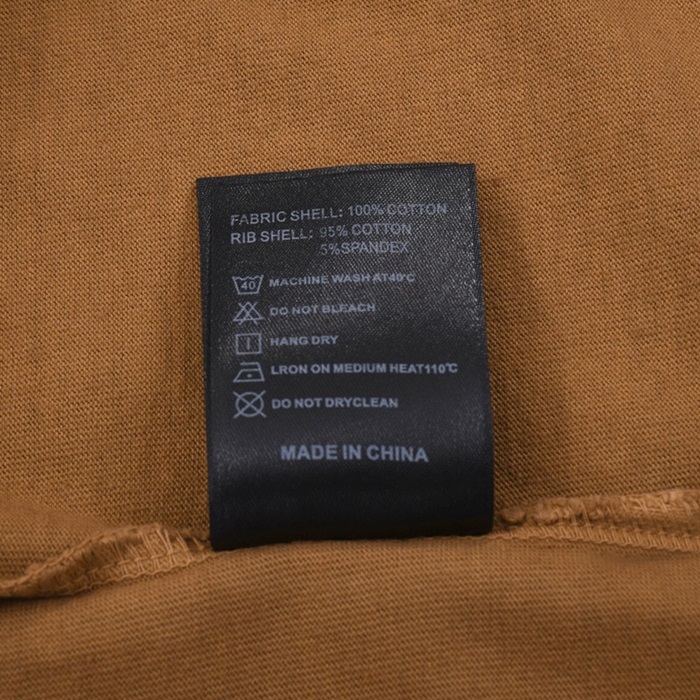 FABRIC SHELL: 100% COTTON
RIB SHELL: 95% COTTON
5%SPANDEX
40 MACHINE WASH AT40℃
DO NOT BLEACH
HANG DRY
LRON ON MEDIUM HEAT110℃
DO NOT DRYCLEAN
MADE IN CHINA